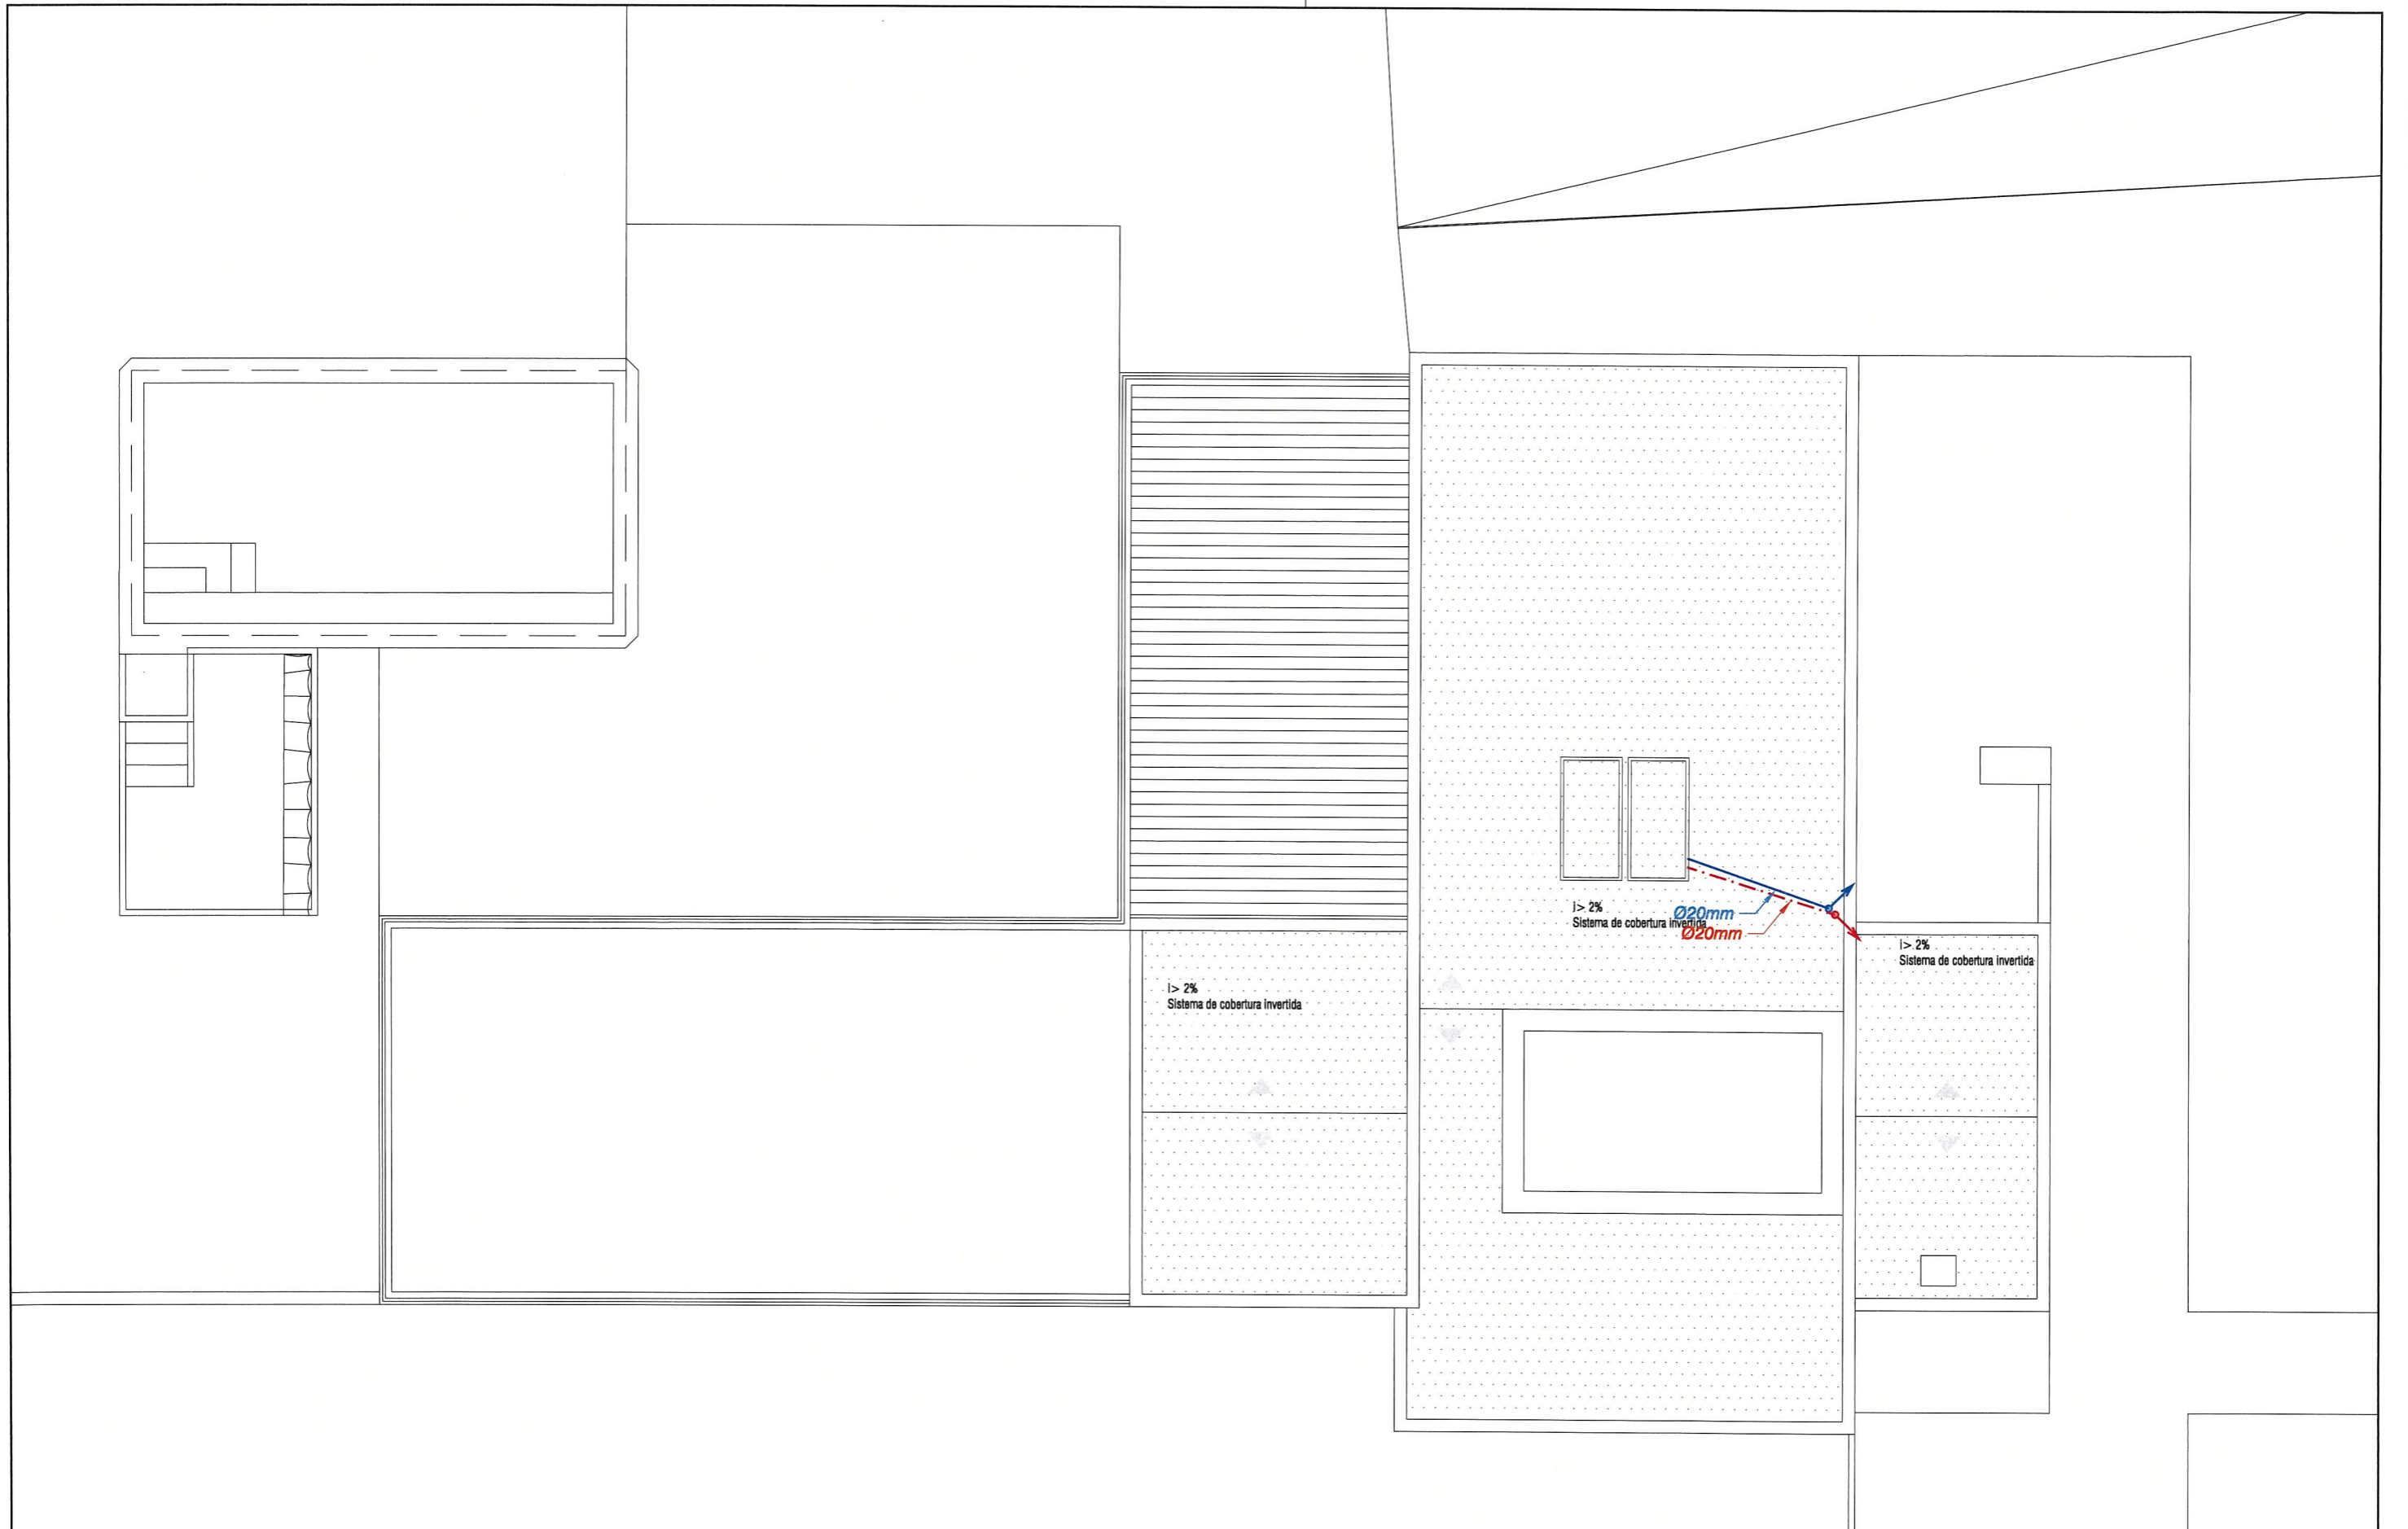 i> 2%
Sistema de cobertura invertida
Ø20mm
Ø20mm
i> 2%
Sistema de cobertura invertida
i> 2%
Sistema de cobertura invertida